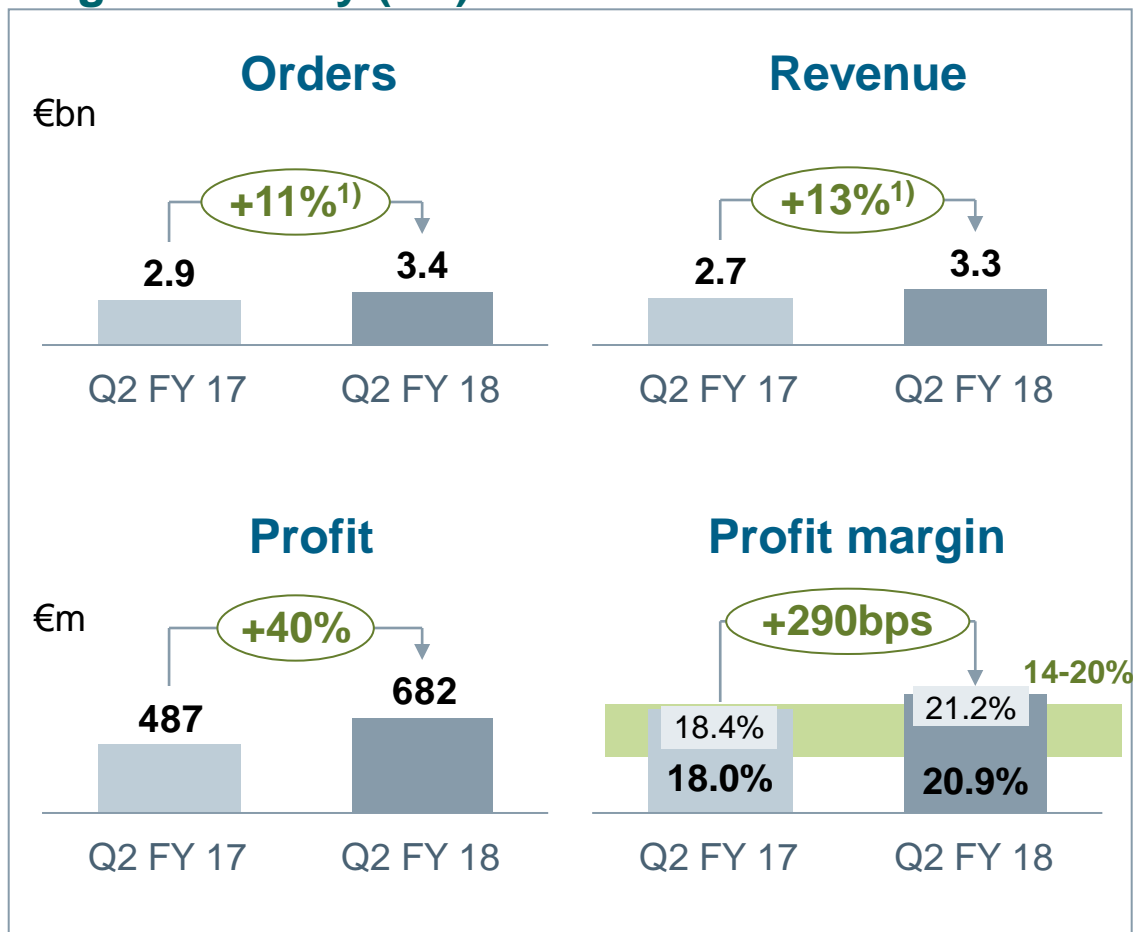 Orders
€bn
+11%1)
2.9
3.4
Q2 FY 17
Q2 FY 18
Revenue
+13%1)
2.7
3.3
Q2 FY 17
Q2 FY 18
Profit
€m
+40%
487
682
Q2 FY 17
Q2 FY 18
Profit margin
+290bps
14-20%
18.4%
21.2%
18.0%
20.9%
Q2 FY 17
Q2 FY 18